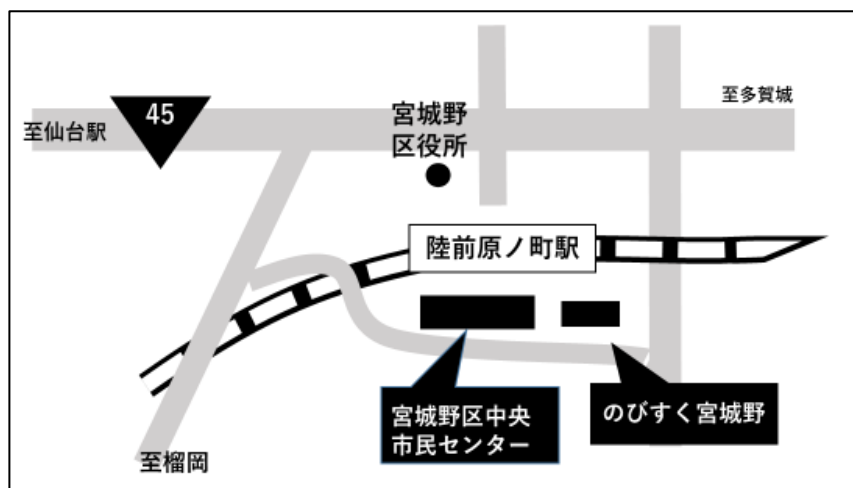 45
至多賀城
至仙台駅
宮城野
区役所
陸前原ノ町駅
宮城野区中央
市民センター
のびすく宮城野
至榴岡